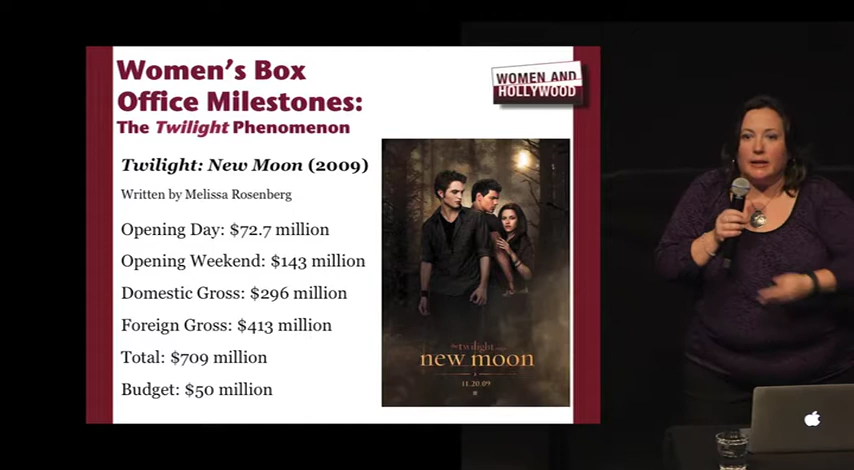 Women's Box
Office Milestones:
The Twilight Phenomenon
WOMEN AND
HOLLYWOOD
Twilight: New Moon (2009)
Written by Melissa Rosenberg
Opening Day: $72.7 million
Opening Weekend: $143 million
Domestic Gross: $296 million
Foreign Gross: $413 million
Total: $709 million
Budget: $50 million
the twilight saga
new moon
11.20.09